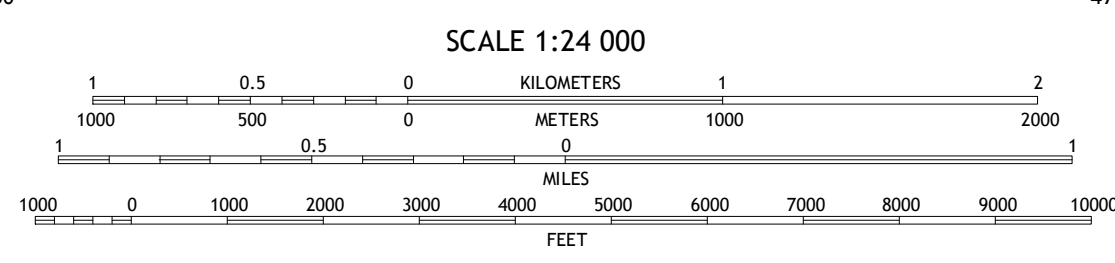 SCALE 1:24 000
1 0.5 0 KILOMETERS 1 2
1000 500 0 METERS 1000 2000
1 0.5 0 1
MILES
1000 0 1000 2000 3000 4000 5000 6000 7000 8000 9000 10000
FEET